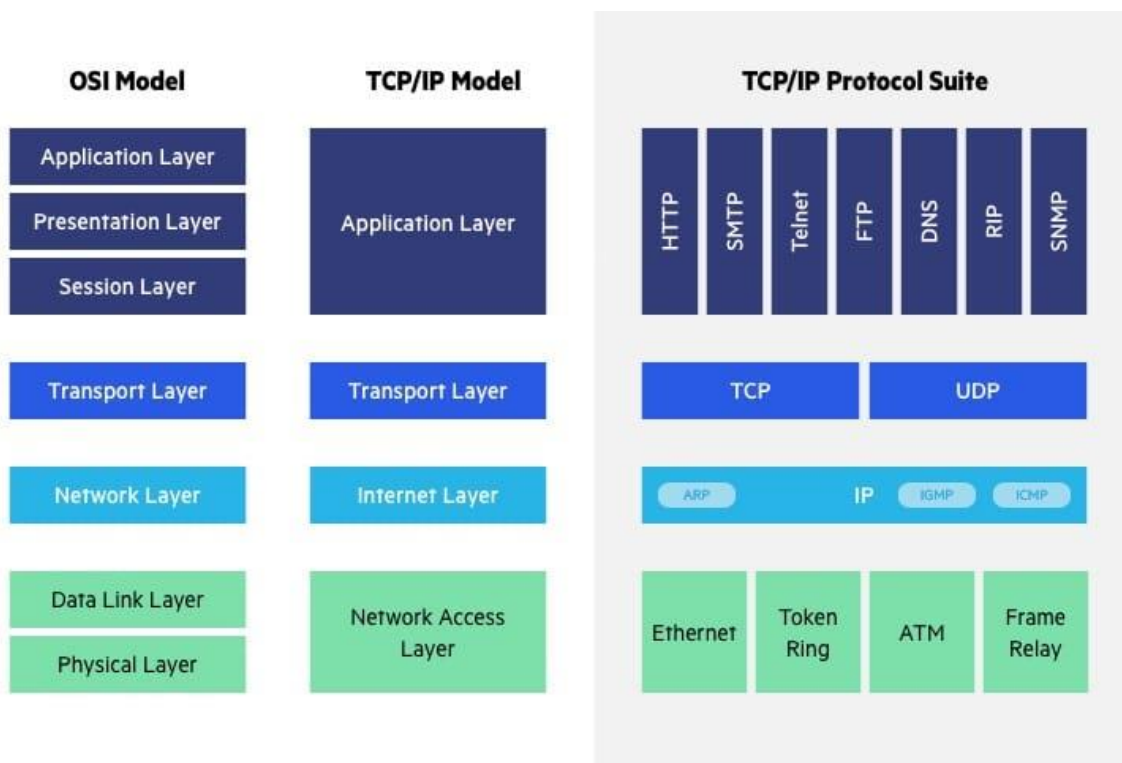 OSI Model
TCP/IP Model
TCP/IP Protocol Suite
Application Layer
Presentation Layer
Session Layer
Application Layer
HTTP
SMTP
Telnet
FTP
DNS
RIP
SNMP
Transport Layer
Transport Layer
TCP
UDP
Network Layer
Internet Layer
ARP
IP
IGMP
ICMP
Data Link Layer
Physical Layer
Network Access
Layer
Ethernet
Token
Ring
ATM
Frame
Relay